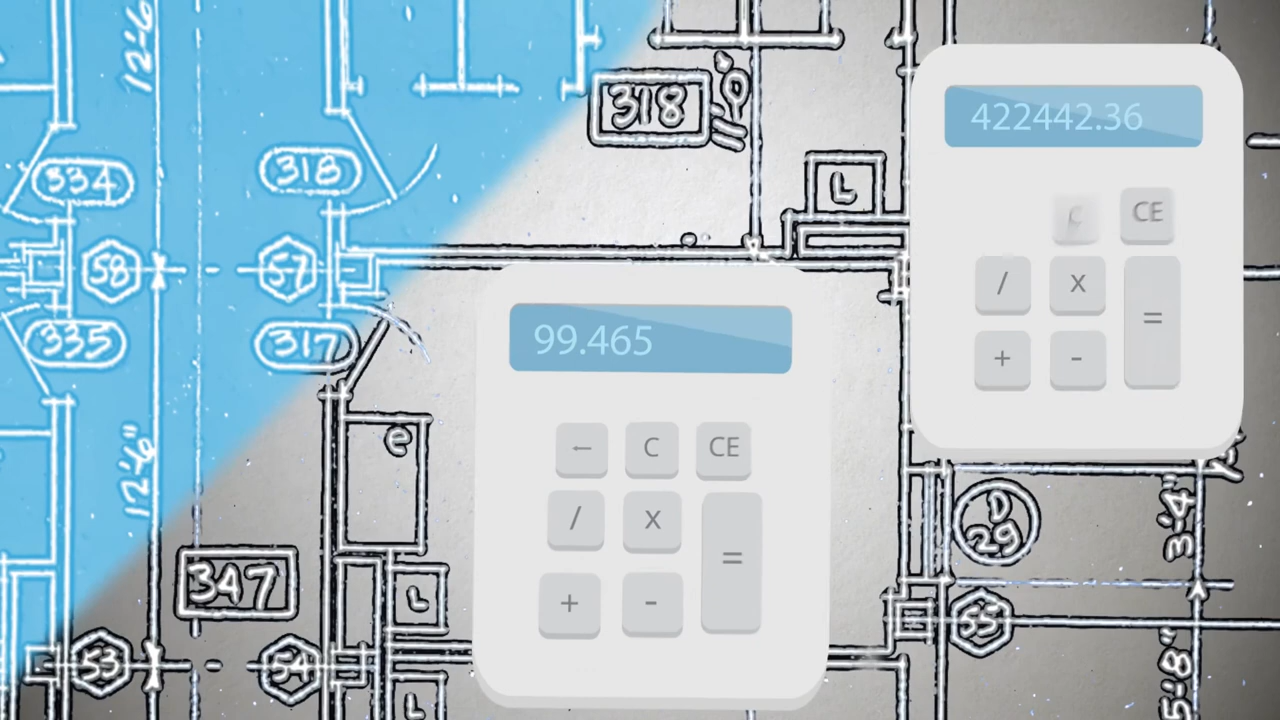 12'-6"
334
318
58
57
335
317
12'-6"
347
53
54
318
L
e
L
L
99.465
← C CE
/ X
=
+ -
422442.36
C CE
/ X
=
+ -
D
29
3'-4"
55
5'-8"